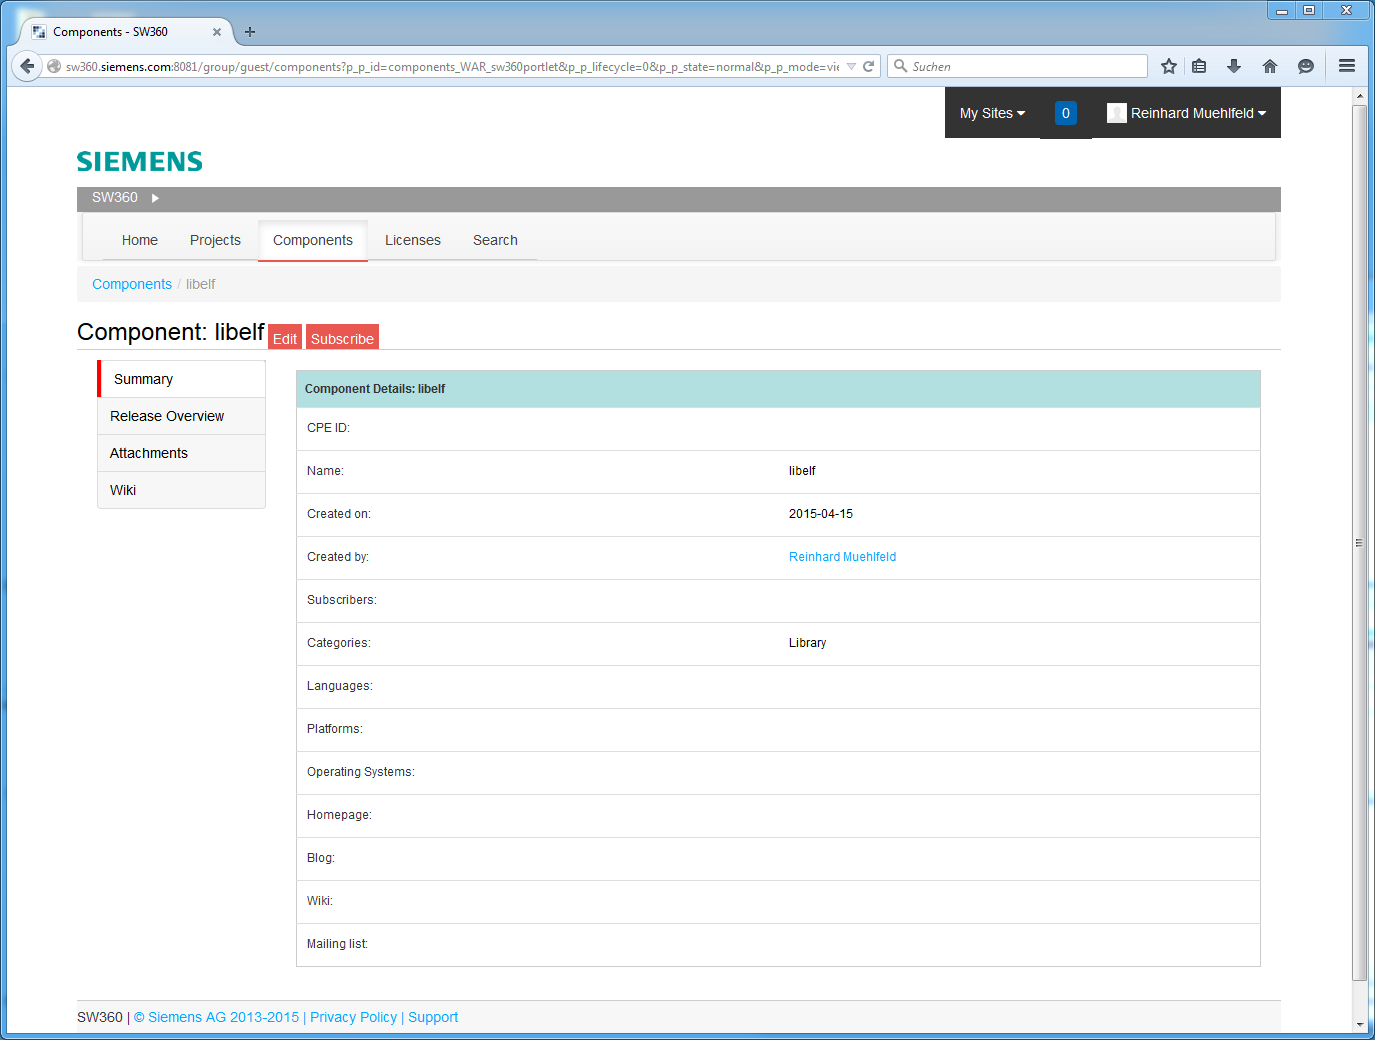 Components - SW360
sw360.siemens.com:8081/group/guest/components?p_p_id=components_WAR_sw360portlet&p_p_lifecycle=0&p_p_state=normal&p_p_mode=vie
Suchen
My Sites 0 Reinhard Muehlfeld
SIEMENS
SW360
Home Projects Components Licenses Search
Components / libelf
Component: libelf Edit Subscribe
Summary
Release Overview
Attachments
Wiki
Component Details: libelf
CPE ID:
Name: libelf
Created on: 2015-04-15
Created by: Reinhard Muehlfeld
Subscribers:
Categories: Library
Languages:
Platforms:
Operating Systems:
Homepage:
Blog:
Wiki:
Mailing list:
SW360 | © Siemens AG 2013-2015 | Privacy Policy | Support